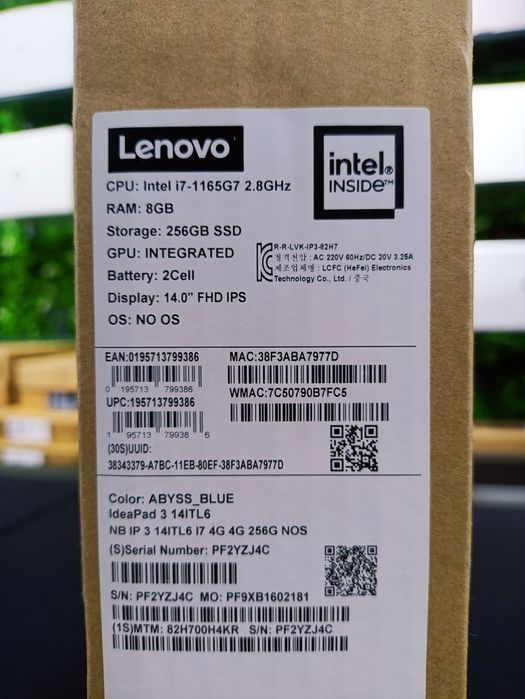 Lenovo
intel®
INSIDE™
CPU: Intel i7-1165G7 2.8GHz
RAM: 8GB
Storage: 256GB SSD
GPU: INTEGRATED
Battery: 2Cell
Display: 14.0" FHD IPS
OS: NO OS
R-R-LVK-IP3-82H7
정격전압 : AC 220V 60Hz/DC 20V 3.25A
제조업체명 : LCFC (HeFei) Electronics
Technology Co., Ltd. / 중국
EAN:0195713799386
0 195713 799386
UPC:195713799386
1 95713 79938 6
(30S)UUID:
38343379-A7BC-11EB-80EF-38F3ABA7977D
MAC:38F3ABA7977D
WMAC:7C50790B7FC5
Color: ABYSS_BLUE
IdeaPad 3 14ITL6
NB IP 3 14ITL6 I7 4G 4G 256G NOS
(S)Serial Number: PF2YZJ4C
S/N: PF2YZJ4C MO: PF9XB1602181
(1S)MTM: 82H700H4KR S/N: PF2YZJ4C